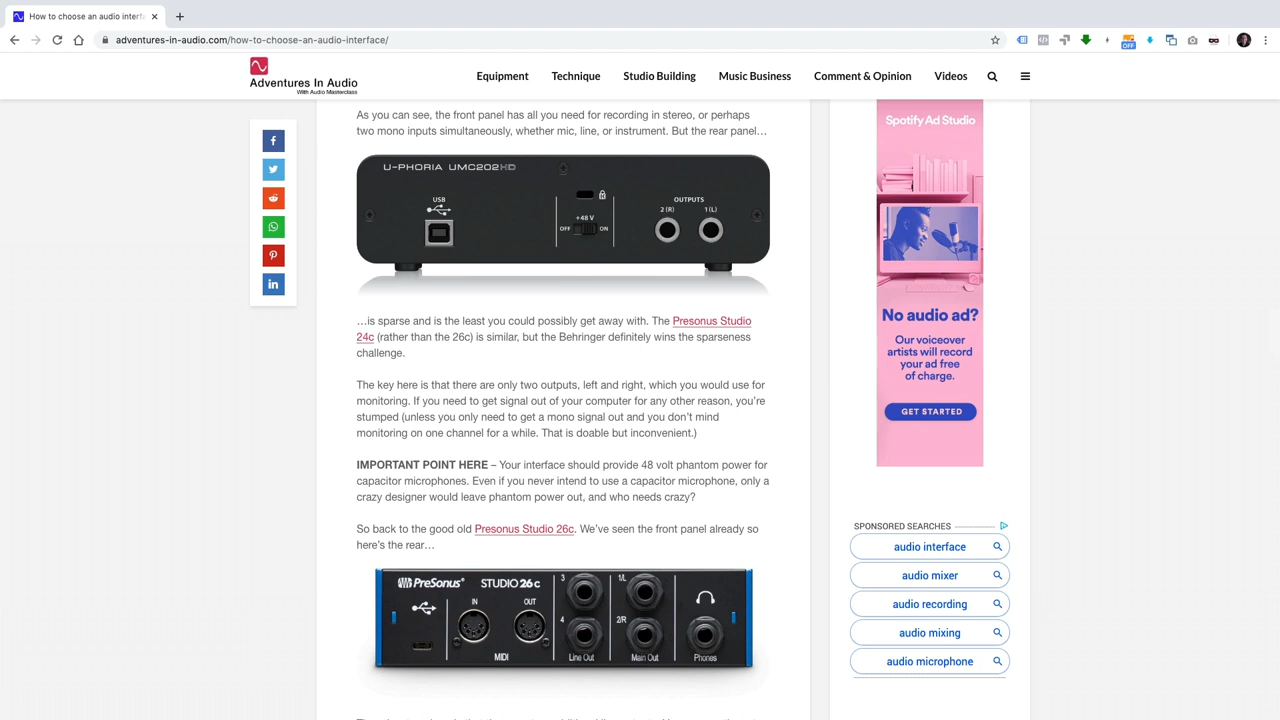 How to choose an audio interfa
adventures-in-audio.com/how-to-choose-an-audio-interface/
OFF
Adventures In Audio
With Audio Masterclass
Equipment
Technique
Studio Building
Music Business
Comment & Opinion
Videos
As you can see, the front panel has all you need for recording in stereo, or perhaps
two mono inputs simultaneously, whether mic, line, or instrument. But the rear panel…
U-PHORIA UMC202HD
USB
+48 V
OFF
ON
OUTPUTS
2 (R)
1 (L)
…is sparse and is the least you could possibly get away with. The Presonus Studio
24c (rather than the 26c) is similar, but the Behringer definitely wins the sparseness
challenge.
The key here is that there are only two outputs, left and right, which you would use for
monitoring. If you need to get signal out of your computer for any other reason, you're
stumped (unless you only need to get a mono signal out and you don't mind
monitoring on one channel for a while. That is doable but inconvenient.)
IMPORTANT POINT HERE – Your interface should provide 48 volt phantom power for
capacitor microphones. Even if you never intend to use a capacitor microphone, only a
crazy designer would leave phantom power out, and who needs crazy?
So back to the good old Presonus Studio 26c. We've seen the front panel already so
here's the rear…
PreSonus
STUDIO 26c
IN
OUT
MIDI
3
4
Line Out
1/L
2/R
Main Out
Phones
Spotify Ad Studio
No audio ad?
Our voiceover
artists will record
your ad free
of charge.
GET STARTED
SPONSORED SEARCHES
audio interface
audio mixer
audio recording
audio mixing
audio microphone